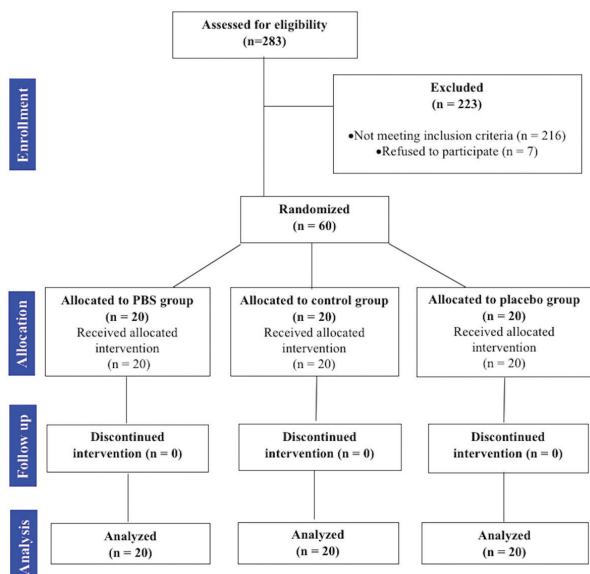 Assessed for eligibility
(n=283)
Enrollment
Excluded
(n = 223)
•Not meeting inclusion criteria (n = 216)
•Refused to participate (n = 7)
Randomized
(n = 60)
Allocation
Allocated to PBS group
(n = 20)
Received allocated
intervention
(n = 20)
Allocated to control group
(n = 20)
Received allocated
intervention
(n = 20)
Allocated to placebo group
(n = 20)
Received allocated
intervention
(n = 20)
Follow up
Discontinued
intervention (n = 0)
Discontinued
intervention (n = 0)
Discontinued
intervention (n = 0)
Analysis
Analyzed
(n = 20)
Analyzed
(n = 20)
Analyzed
(n = 20)